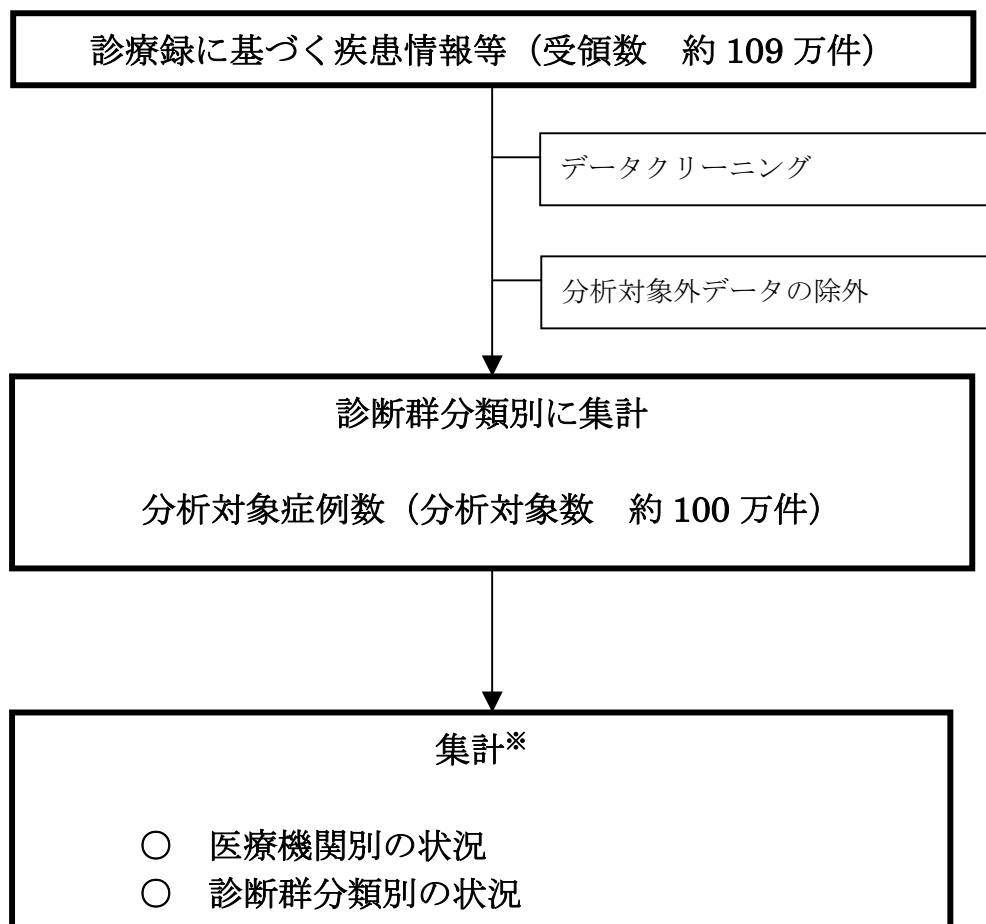 診療録に基づく疾患情報等（受領数　約 109 万件）
データクリーニング
分析対象外データの除外
診断群分類別に集計
分析対象症例数（分析対象数　約 100 万件）
集計※
○　医療機関別の状況
○　診断群分類別の状況